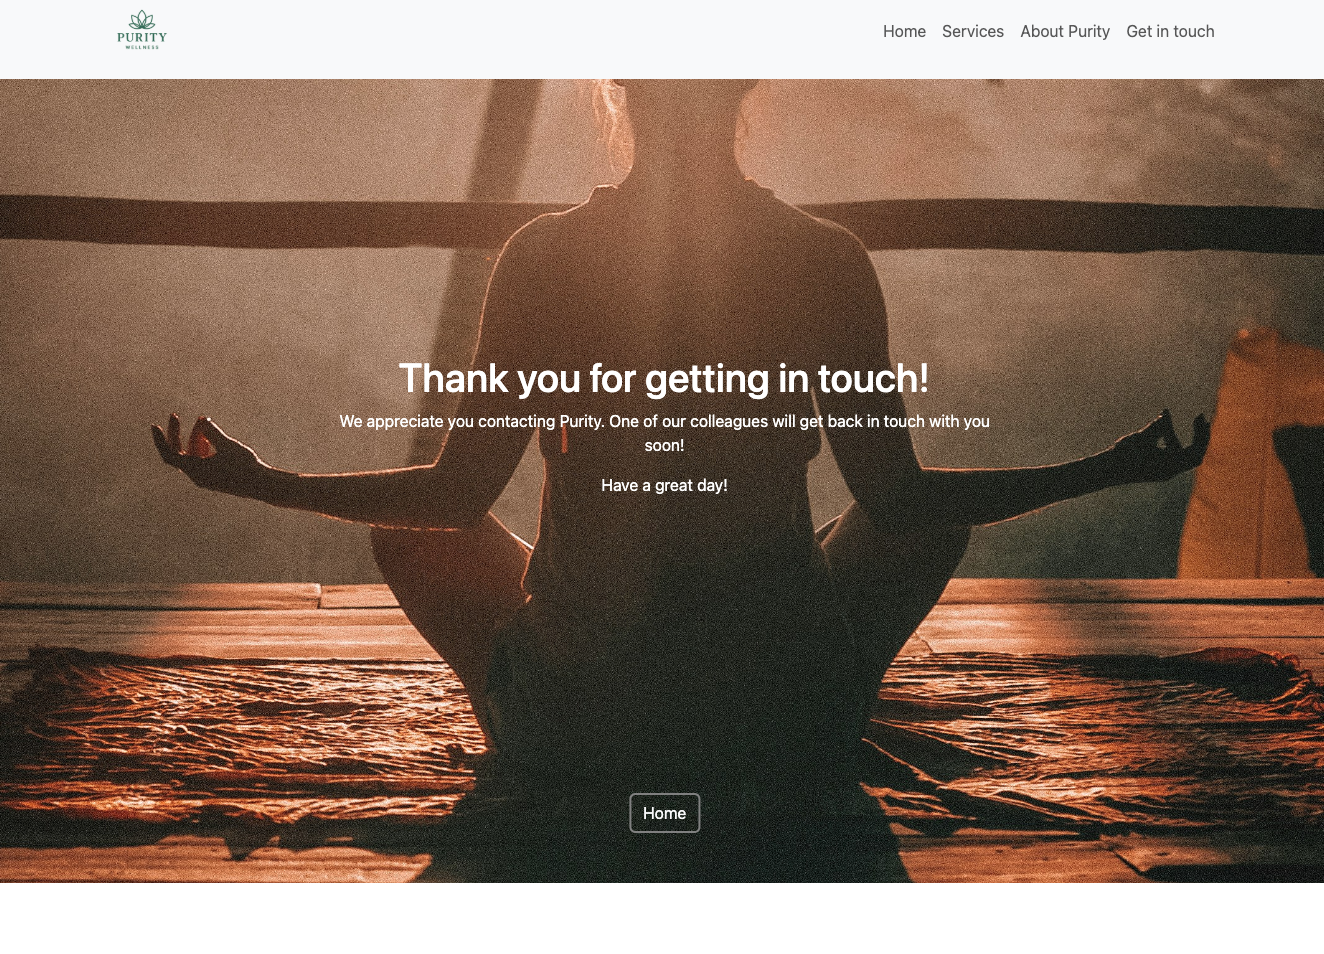 PURITY
WELLNESS
Home
Services
About Purity
Get in touch
Thank you for getting in touch!
We appreciate you contacting Purity. One of our colleagues will get back in touch with you
soon!
Have a great day!
Home